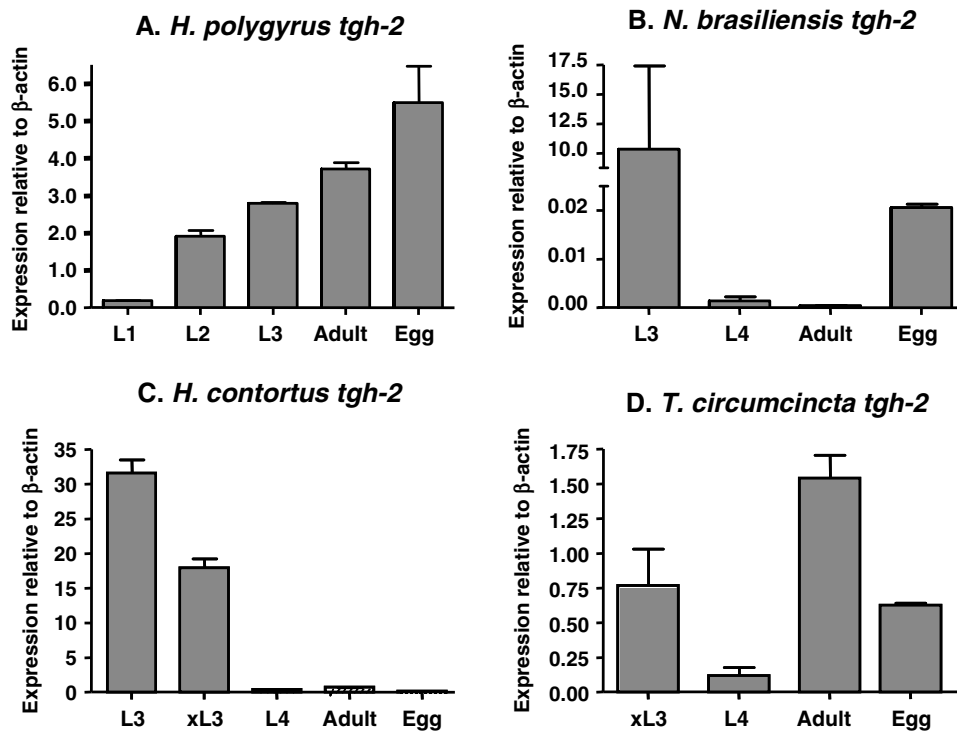 A. H. polygyrus tgh-2
Expression relative to β-actin
6.0
5.0
4.0
3.0
2.0
1.0
0.0
L1 L2 L3 Adult Egg
B. N. brasiliensis tgh-2
Expression relative to β-actin
17.5
15.0
12.5
10.0
0.02
0.01
0.00
L3 L4 Adult Egg
C. H. contortus tgh-2
Expression relative to β-actin
35
30
25
20
15
10
5
0
L3 xL3 L4 Adult Egg
D. T. circumcincta tgh-2
Expression relative to β-actin
1.75
1.50
1.25
1.00
0.75
0.50
0.25
0.00
xL3 L4 Adult Egg